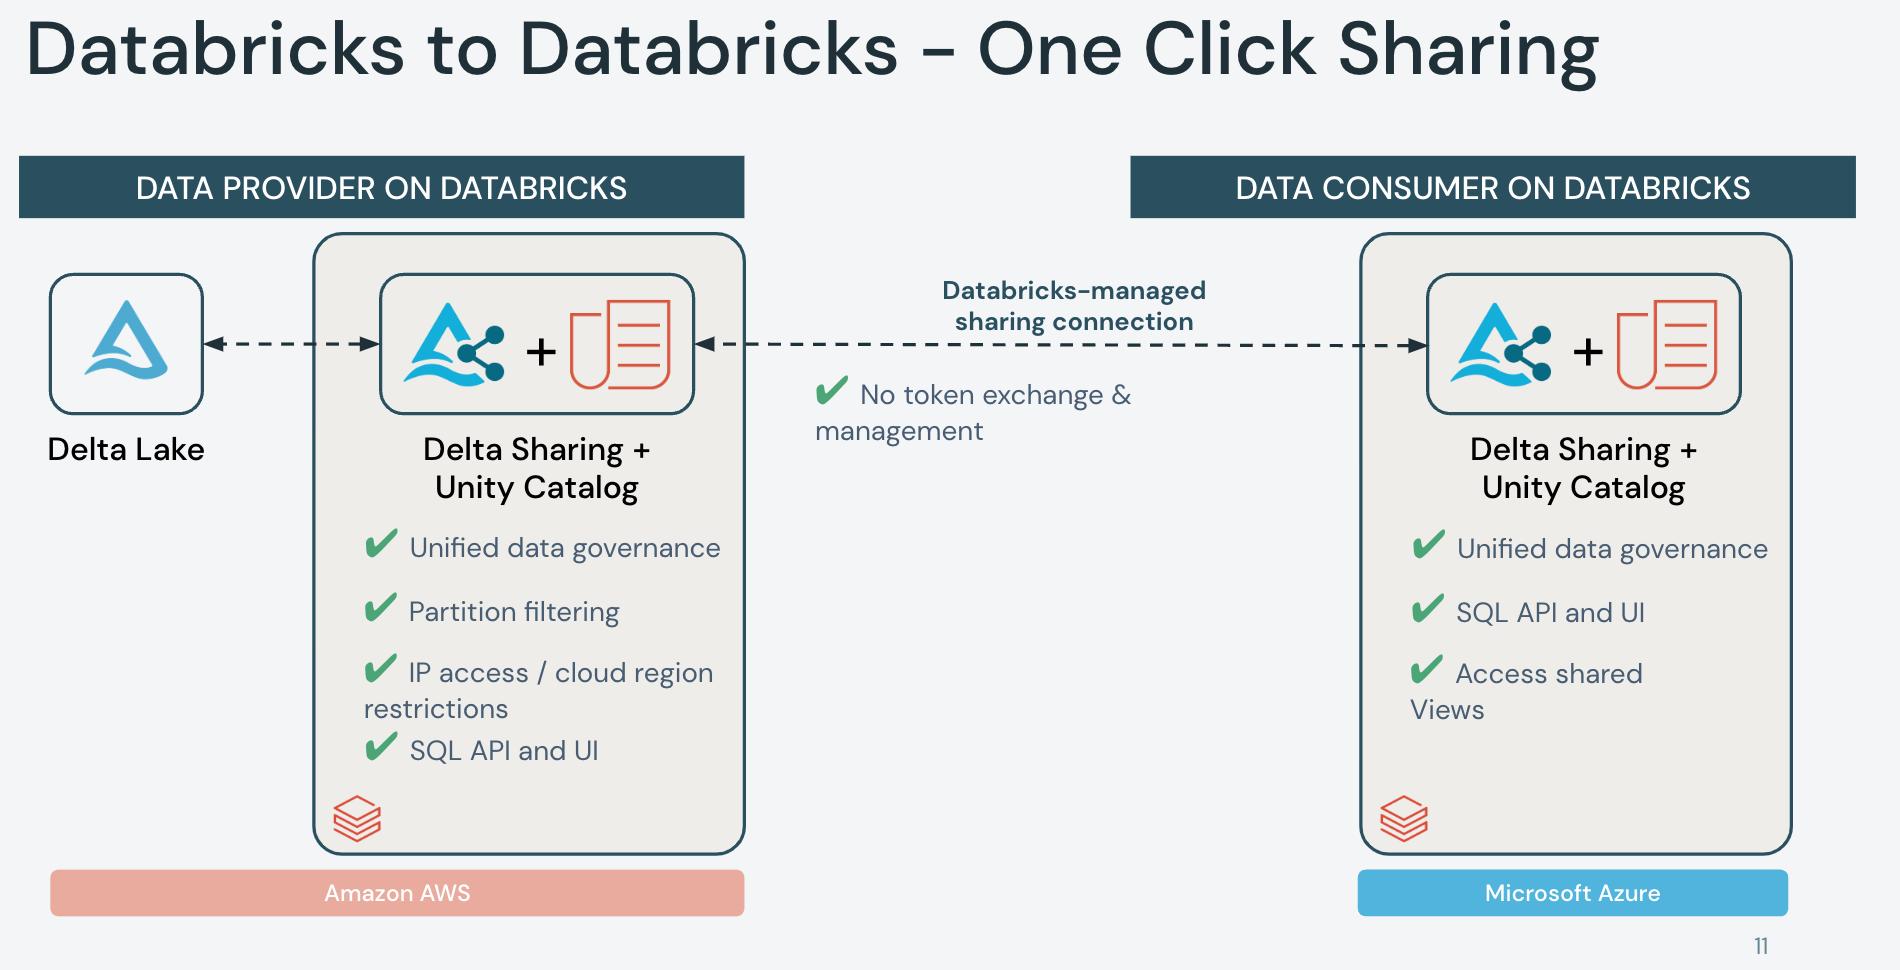 Databricks to Databricks - One Click Sharing
DATA PROVIDER ON DATABRICKS
Delta Lake
+
Delta Sharing +
Unity Catalog
✔ Unified data governance
✔ Partition filtering
✔ IP access / cloud region
restrictions
✔ SQL API and UI
Amazon AWS
Databricks-managed
sharing connection
✔ No token exchange &
management
DATA CONSUMER ON DATABRICKS
+
Delta Sharing +
Unity Catalog
✔ Unified data governance
✔ SQL API and UI
✔ Access shared
Views
Microsoft Azure
11